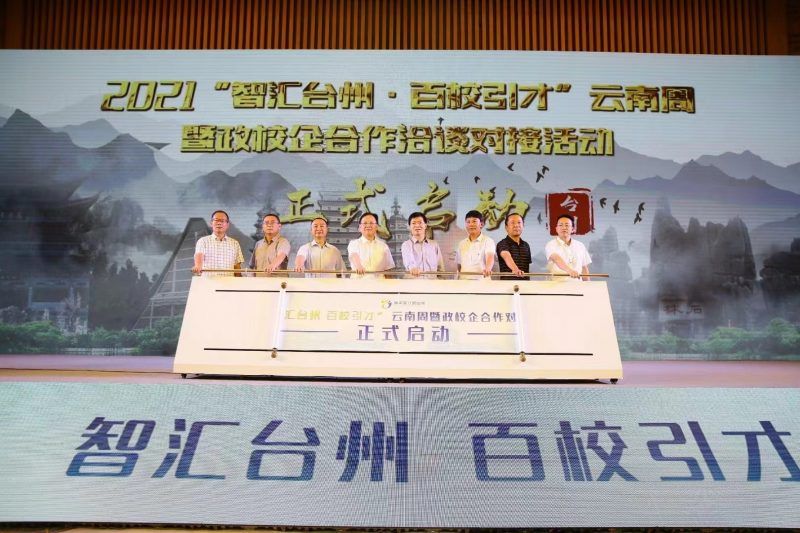 2021“智汇台州·百校引才”云南周
暨政校企合作洽谈对接活动
正式启动
台
汇台州 百校引才”云南周暨政校企合作对
正式启动
智汇台州 百校引才